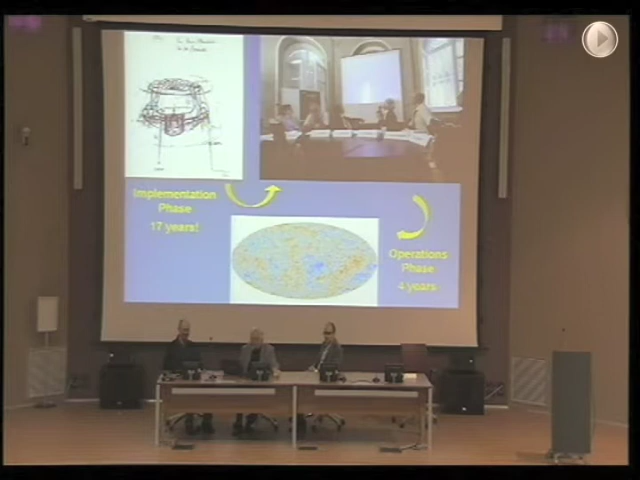 Implementation
Phase
17 years!
Operations
Phase
4 years